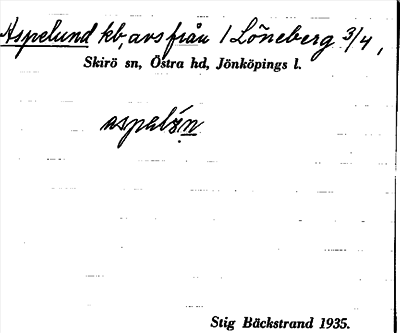 Aspelund kb, avs från 1 Löneberg 3/4,
Skirö sn, Östra hd, Jönköpings l.
Stig Bäckstrand 1935.